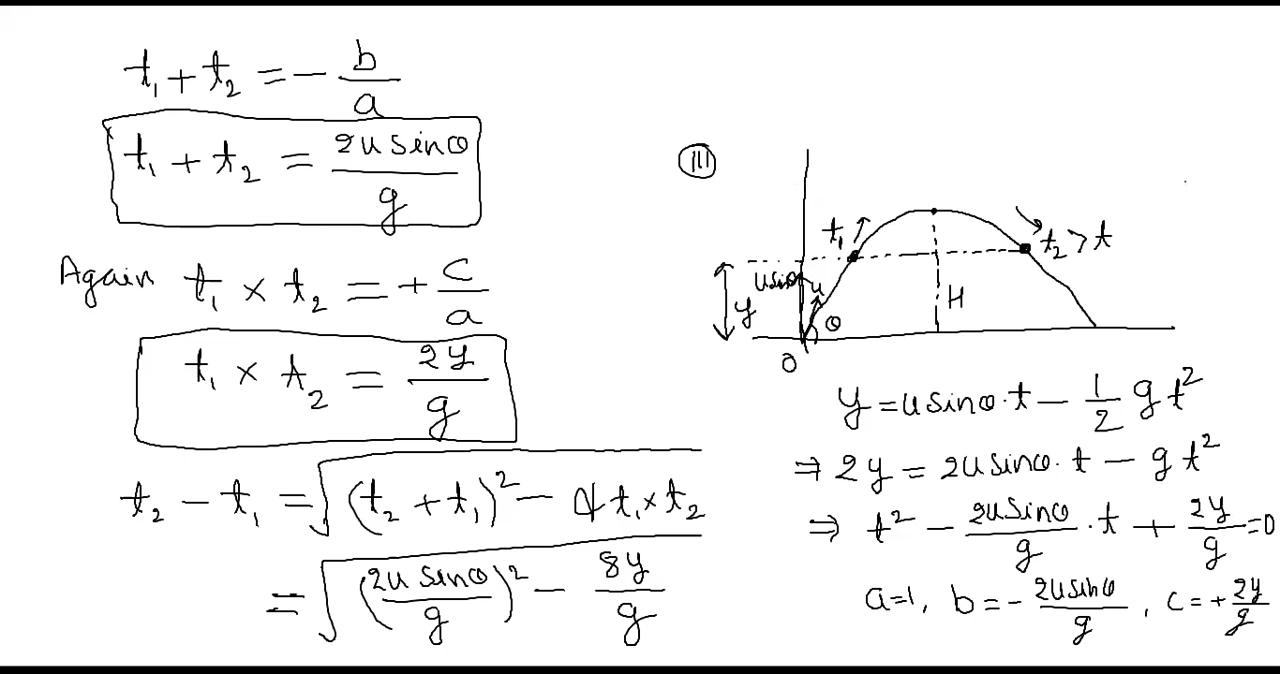 t₁ + t₂ = - b/a
t₁ + t₂ = 2u sinθ/g
Again t₁ × t₂ = + c/a
t₁ × t₂ = 2y/g
t₂ - t₁ = √((t₂ + t₁)² - 4t₁×t₂)
= √((2u sinθ/g)² - 8y/g)
III
t₁
t₂ > t
u sinθ
u
y
θ
H
O
y = u sinθ·t - 1/2 gt²
⇒ 2y = 2u sinθ·t - gt²
⇒ t² - 2u sinθ/g ·t + 2y/g = 0
a=1, b = - 2u sinθ/g , c = + 2y/g